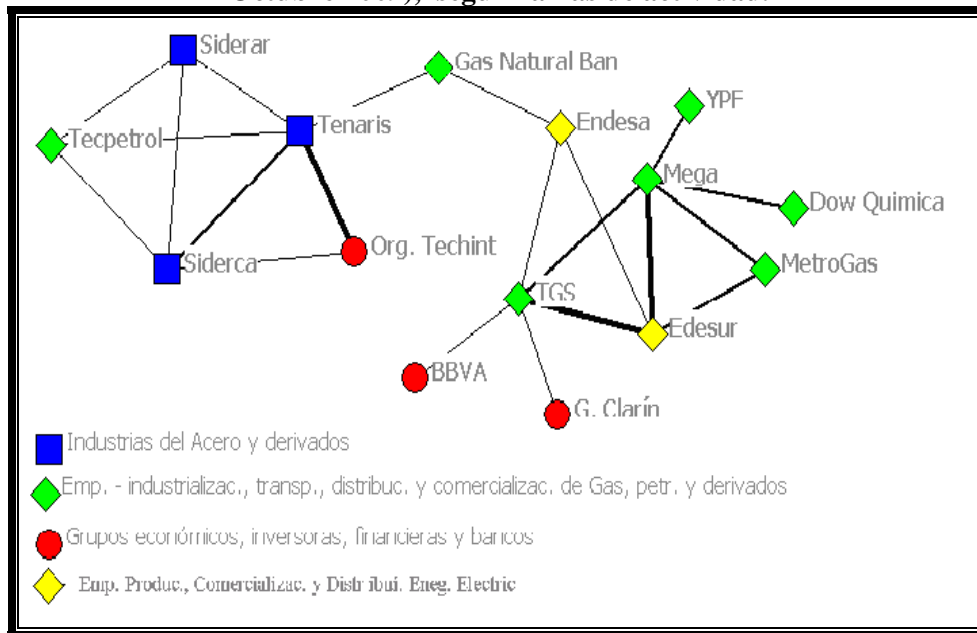 Siderar
Gas Natural Ban
YPF
Tenaris
Endesa
Tecpetrol
Mega
Dow Quimica
Org. Techint
Siderca
MetroGas
TGS
Edesur
BBVA
G. Clarín
Industrias del Acero y derivados
Emp. - industrializac., transp., distribuc. y comercializac. de Gas, petr. y derivados
Grupos económicos, inversoras, financieras y bancos
Emp. Produc., Comercializac. y Distribui. Eneg. Electric